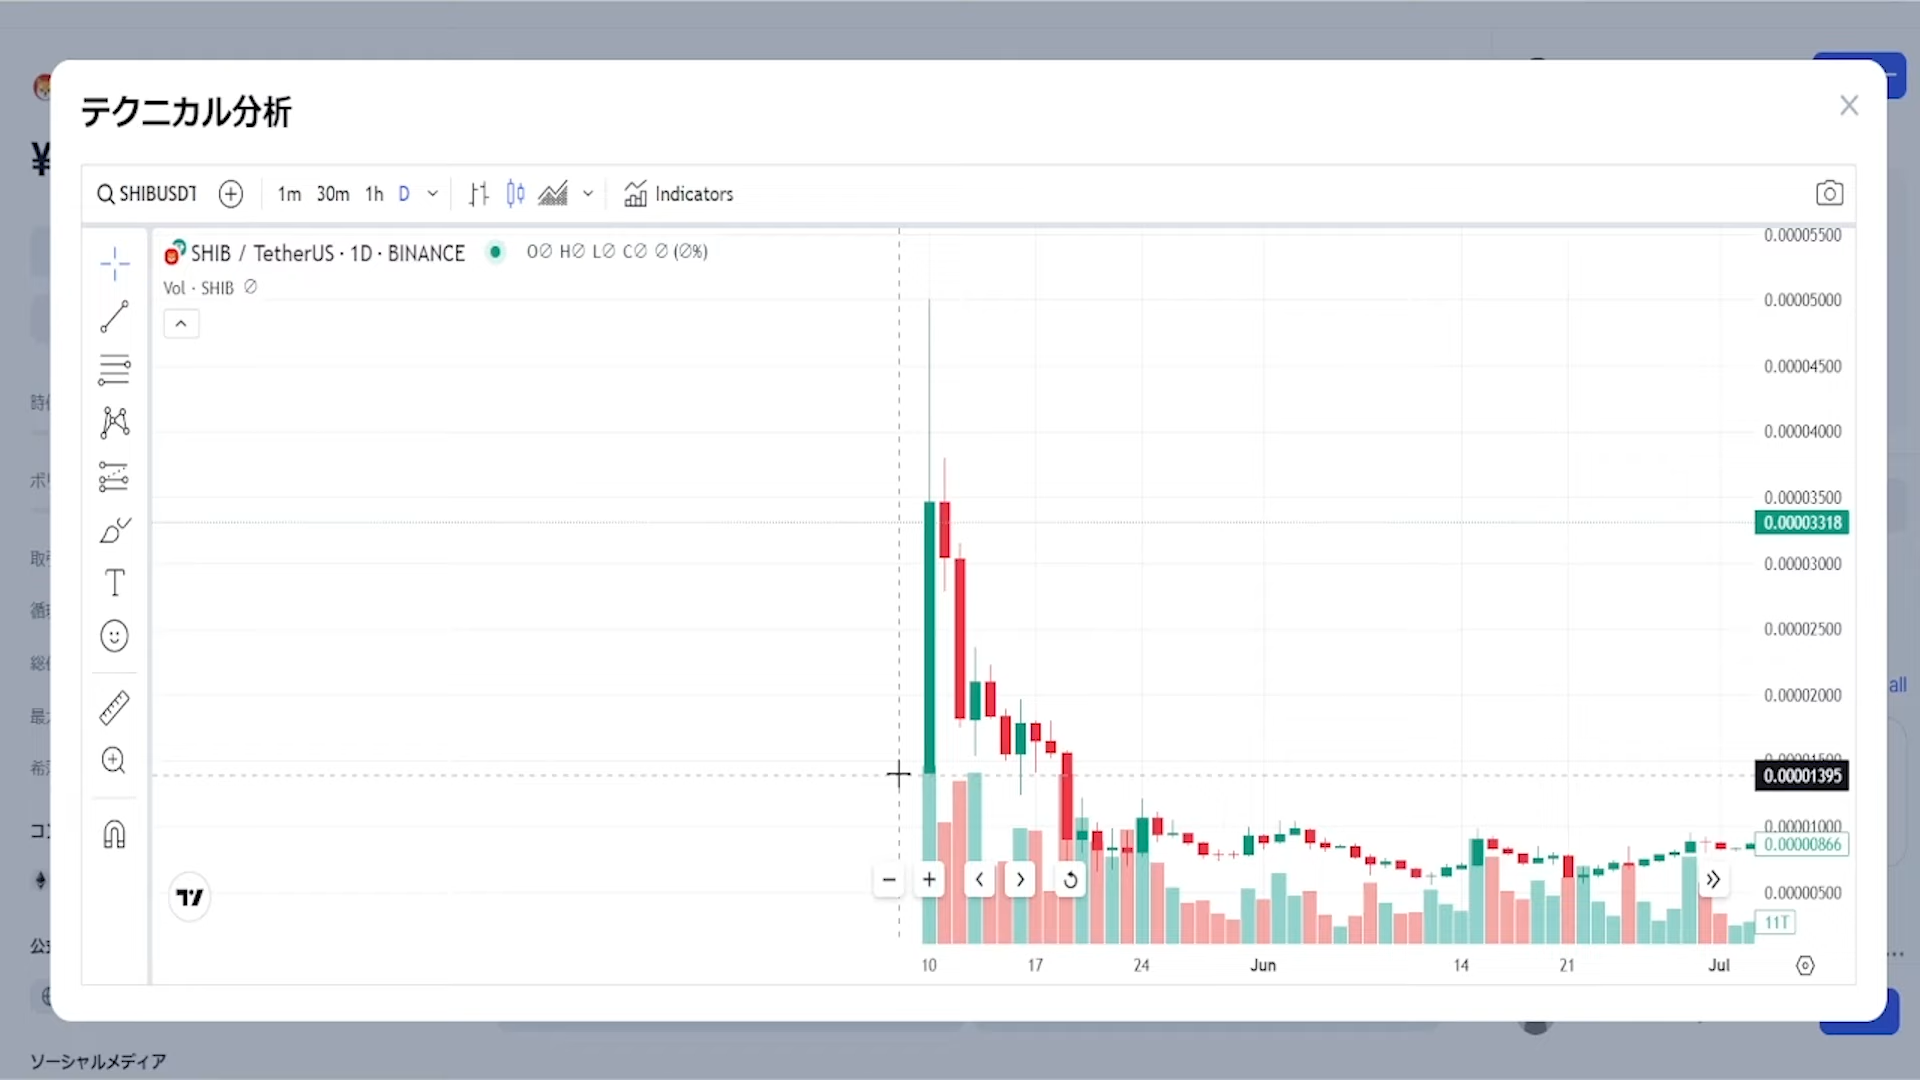 テクニカル分析
¥
SHIBUSDT 1m 30m 1h D Indicators
SHIB / TetherUS · 1D · BINANCE O∅ H∅ L∅ C∅ ∅ (∅%)
Vol · SHIB ∅
0.00005500
0.00005000
0.00004500
0.00004000
0.00003500
0.00003318
0.00003000
0.00002500
0.00002000
0.00001500
0.00001395
0.00001000
0.00000866
0.00000500
11T
10 17 24 Jun 14 21 Jul
all
ソーシャルメディア